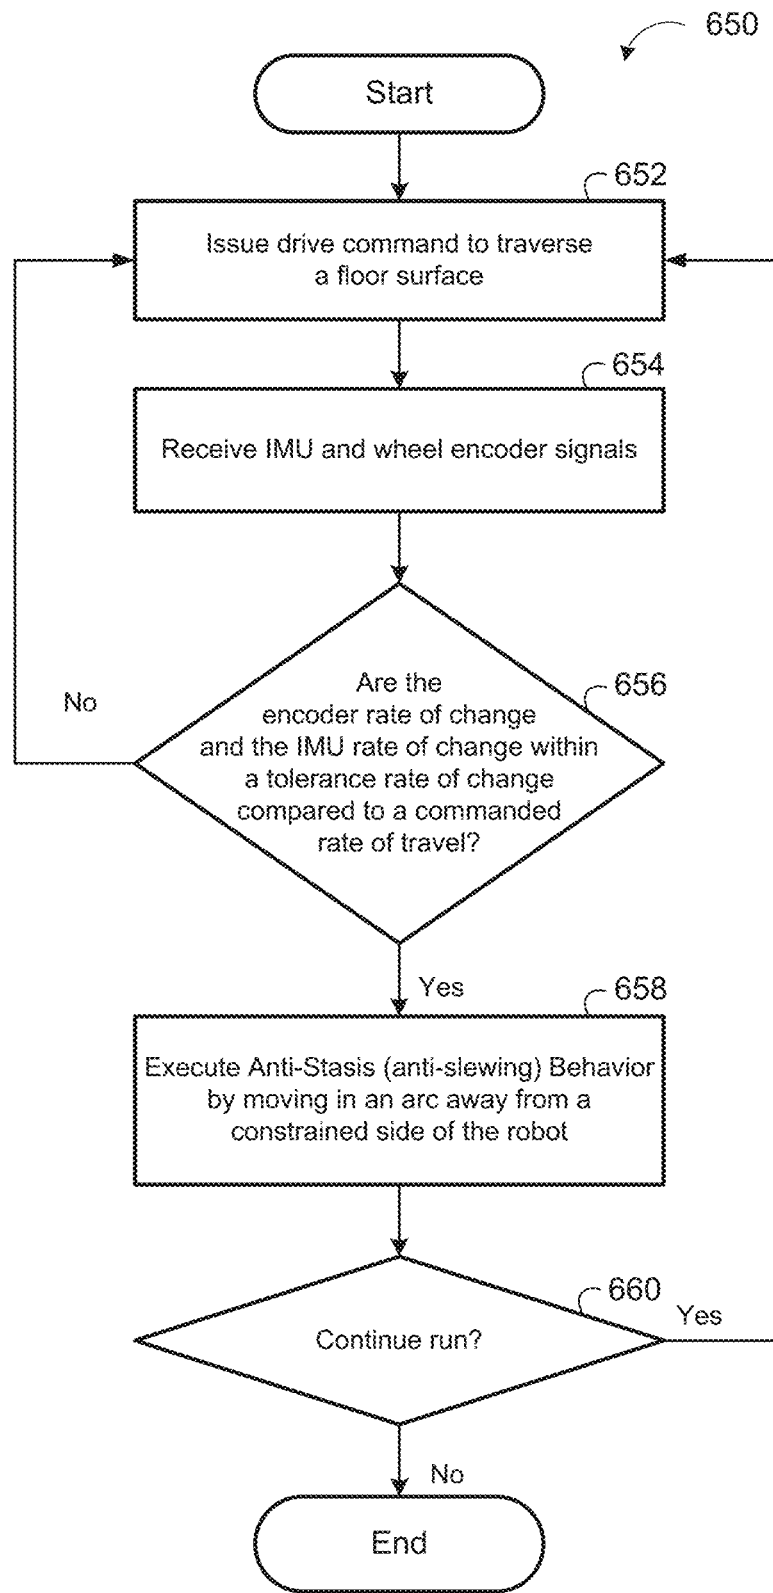 650
Start
652
Issue drive command to traverse
a floor surface
654
Receive IMU and wheel encoder signals
No
Are the
encoder rate of change
and the IMU rate of change within
a tolerance rate of change
compared to a commanded
rate of travel?
656
Yes
658
Execute Anti-Stasis (anti-slewing) Behavior
by moving in an arc away from a
constrained side of the robot
660
Continue run?
Yes
No
End